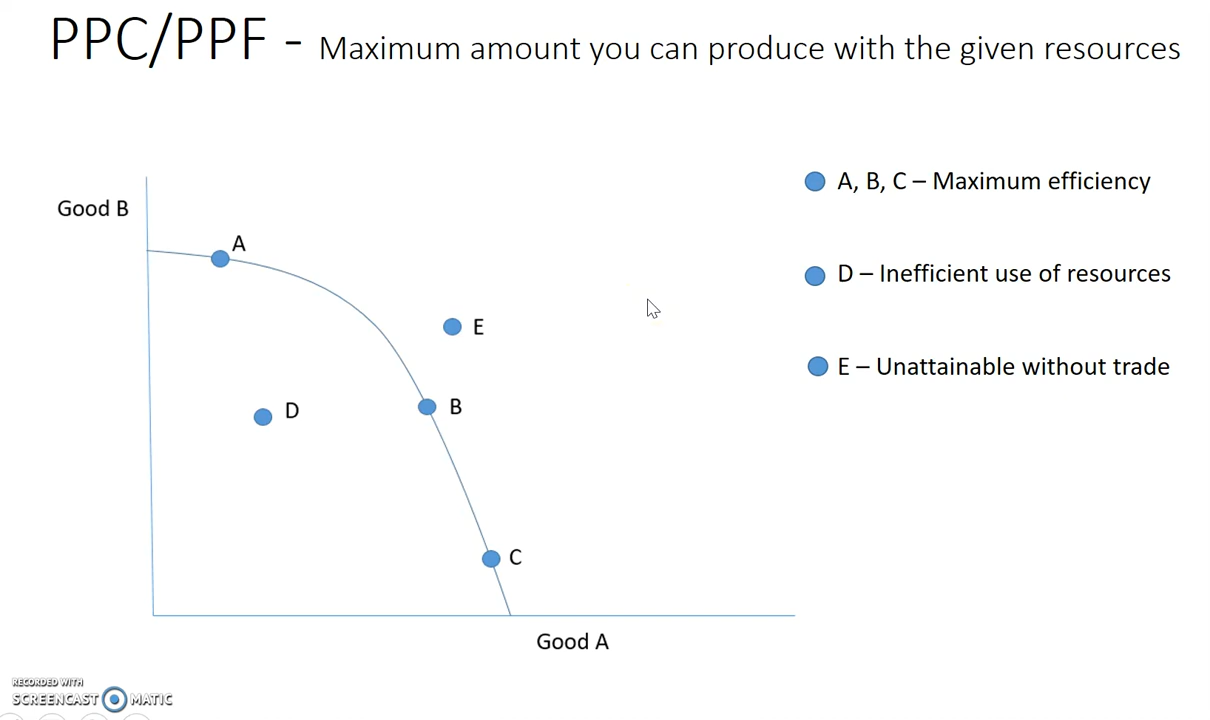 PPC/PPF - Maximum amount you can produce with the given resources
Good B
A
E
D
B
C
Good A
A, B, C – Maximum efficiency
D – Inefficient use of resources
E – Unattainable without trade
RECORDED WITH
SCREENCAST MATIC